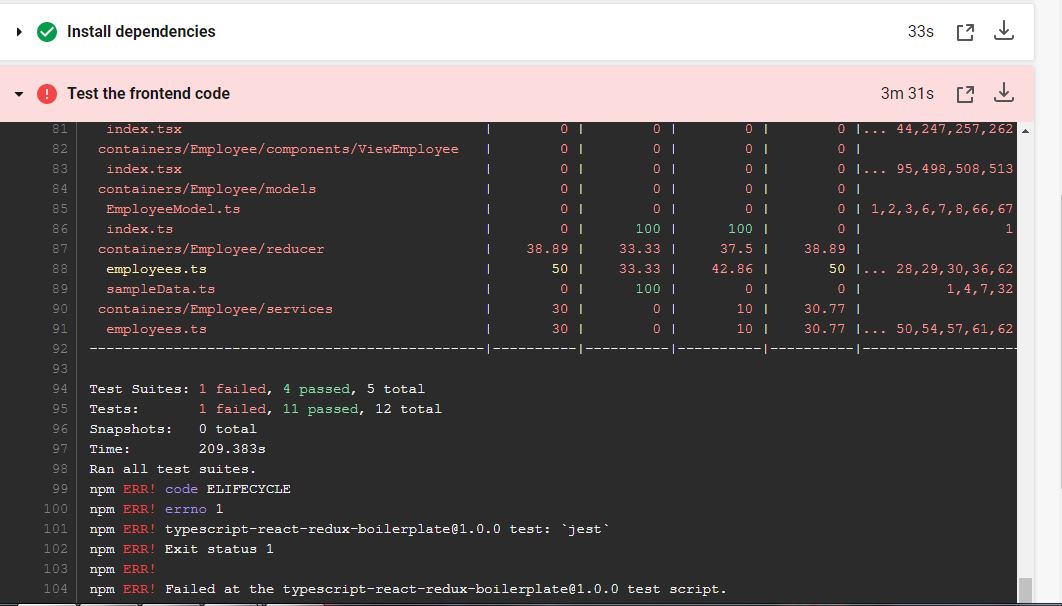 Install dependencies 33s
Test the frontend code 3m 31s
81 index.tsx | 0 | 0 | 0 | 0 |... 44,247,257,262
82 containers/Employee/components/ViewEmployee | 0 | 0 | 0 | 0 |
83 index.tsx | 0 | 0 | 0 | 0 |... 95,498,508,513
84 containers/Employee/models | 0 | 0 | 0 | 0 |
85 EmployeeModel.ts | 0 | 0 | 0 | 0 | 1,2,3,6,7,8,66,67
86 index.ts | 0 | 100 | 100 | 0 | 1
87 containers/Employee/reducer | 38.89 | 33.33 | 37.5 | 38.89 |
88 employees.ts | 50 | 33.33 | 42.86 | 50 |... 28,29,30,36,62
89 sampleData.ts | 0 | 100 | 0 | 0 | 1,4,7,32
90 containers/Employee/services | 30 | 0 | 10 | 30.77 |
91 employees.ts | 30 | 0 | 10 | 30.77 |... 50,54,57,61,62
92 -----------------------------------------------|----------|----------|----------|----------|-------------------
93
94 Test Suites: 1 failed, 4 passed, 5 total
95 Tests: 1 failed, 11 passed, 12 total
96 Snapshots: 0 total
97 Time: 209.383s
98 Ran all test suites.
99 npm ERR! code ELIFECYCLE
100 npm ERR! errno 1
101 npm ERR! typescript-react-redux-boilerplate@1.0.0 test: `jest`
102 npm ERR! Exit status 1
103 npm ERR!
104 npm ERR! Failed at the typescript-react-redux-boilerplate@1.0.0 test script.